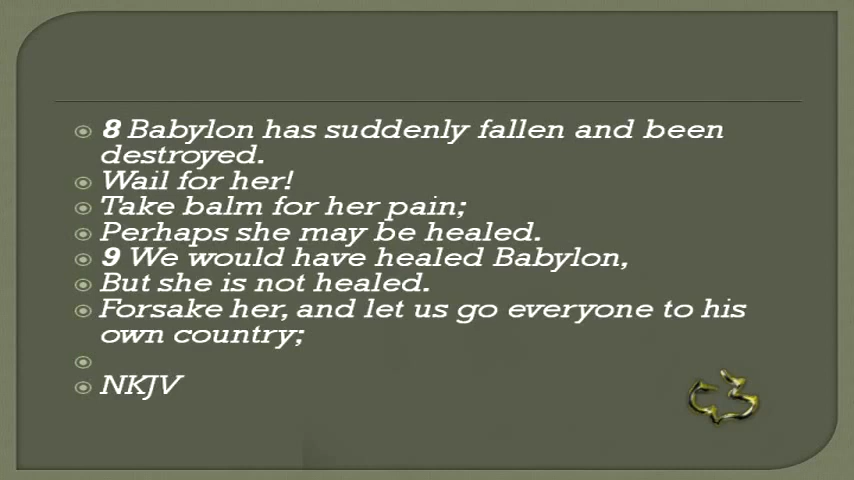 8 Babylon has suddenly fallen and been
destroyed.
Wail for her!
Take balm for her pain;
Perhaps she may be healed.
9 We would have healed Babylon,
But she is not healed.
Forsake her, and let us go everyone to his
own country;
NKJV